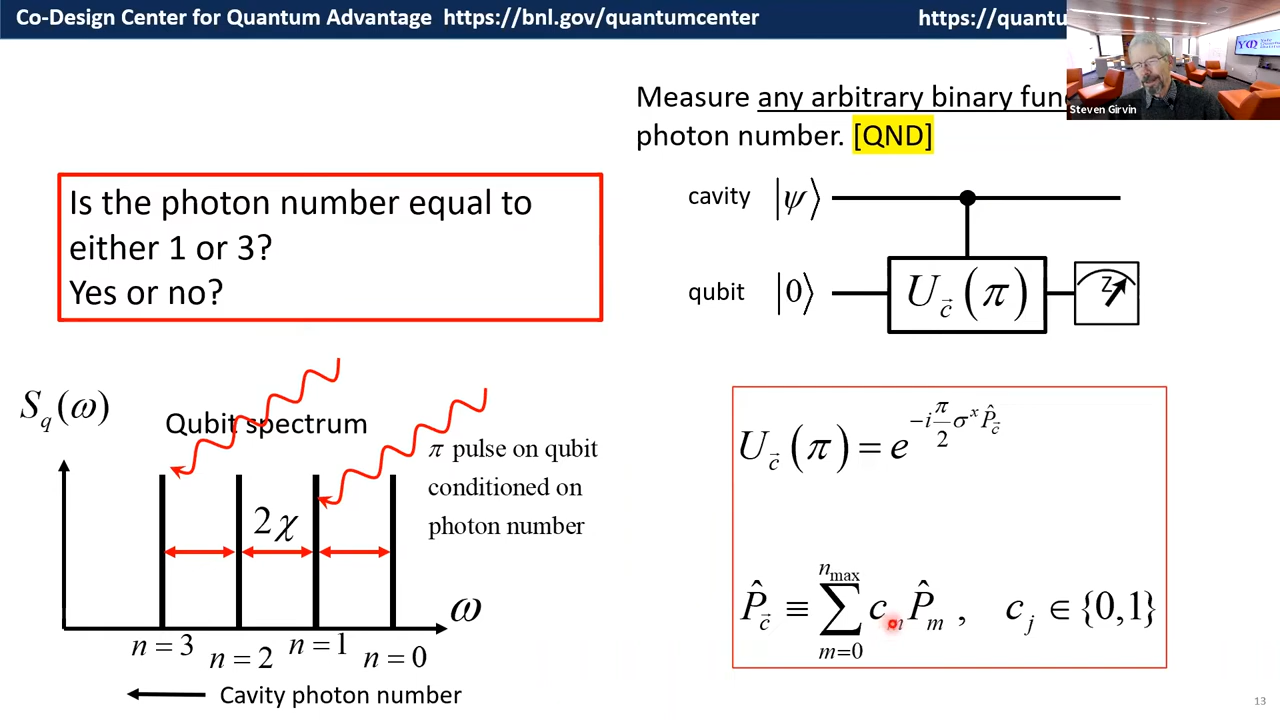 Co-Design Center for Quantum Advantage https://bnl.gov/quantumcenter
https://quantu
Steven Girvin
Measure any arbitrary binary fun
photon number. [QND]
Is the photon number equal to
either 1 or 3?
Yes or no?
cavity |ψ⟩
qubit |0⟩ U_c⃗(π) Z
S_q(ω)
Qubit spectrum
π pulse on qubit
conditioned on
photon number
2χ
ω
n = 3 n = 2 n = 1 n = 0
Cavity photon number
U_c⃗(π) = e^{-i π/2 σ^x P̂_c⃗}
P̂_c⃗ ≡ ∑_{m=0}^{n_max} c P̂_m , c_j ∈ {0,1}
13